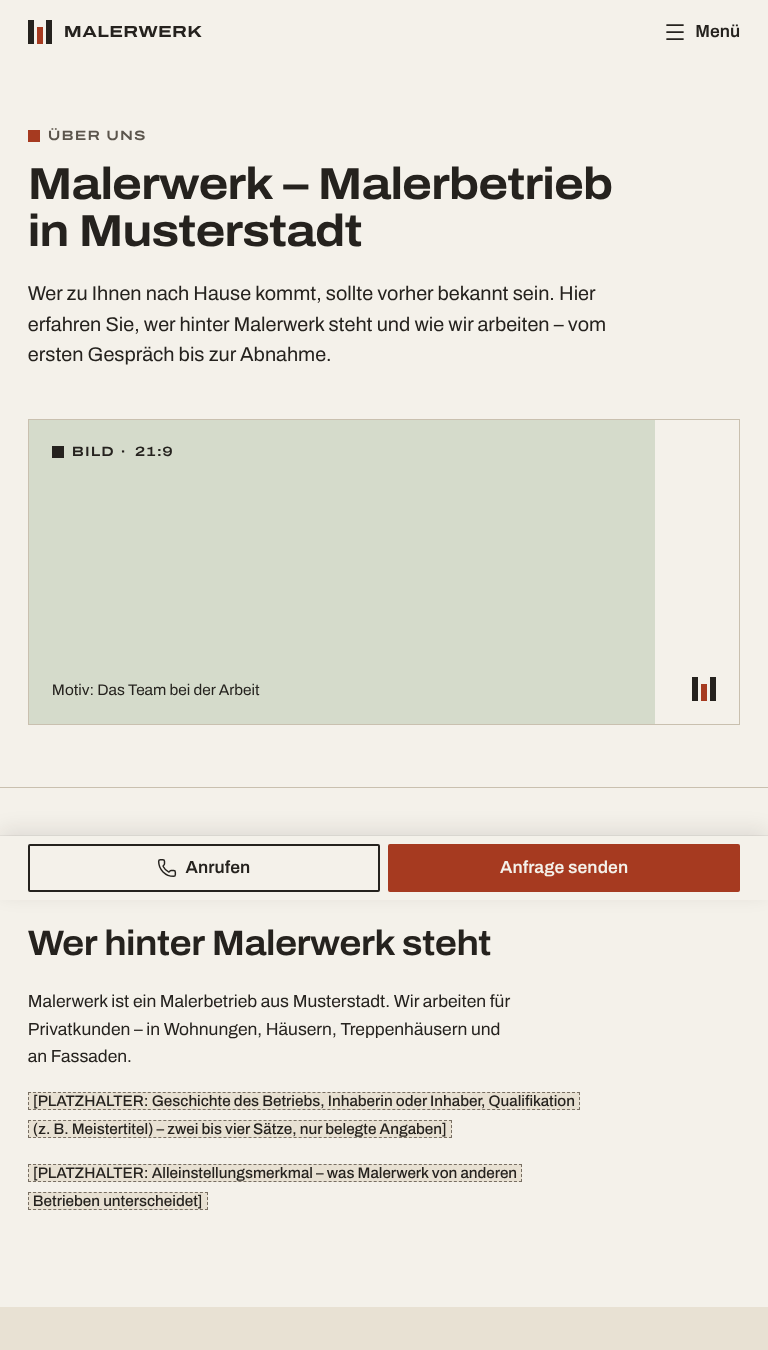 MALERWERK
Menü
ÜBER UNS
Malerwerk – Malerbetrieb
in Musterstadt
Wer zu Ihnen nach Hause kommt, sollte vorher bekannt sein. Hier
erfahren Sie, wer hinter Malerwerk steht und wie wir arbeiten – vom
ersten Gespräch bis zur Abnahme.
BILD · 21:9
Motiv: Das Team bei der Arbeit
Anrufen
Anfrage senden
Wer hinter Malerwerk steht
Malerwerk ist ein Malerbetrieb aus Musterstadt. Wir arbeiten für
Privatkunden – in Wohnungen, Häusern, Treppenhäusern und
an Fassaden.
[PLATZHALTER: Geschichte des Betriebs, Inhaberin oder Inhaber, Qualifikation
(z. B. Meistertitel) – zwei bis vier Sätze, nur belegte Angaben]
[PLATZHALTER: Alleinstellungsmerkmal – was Malerwerk von anderen
Betrieben unterscheidet]